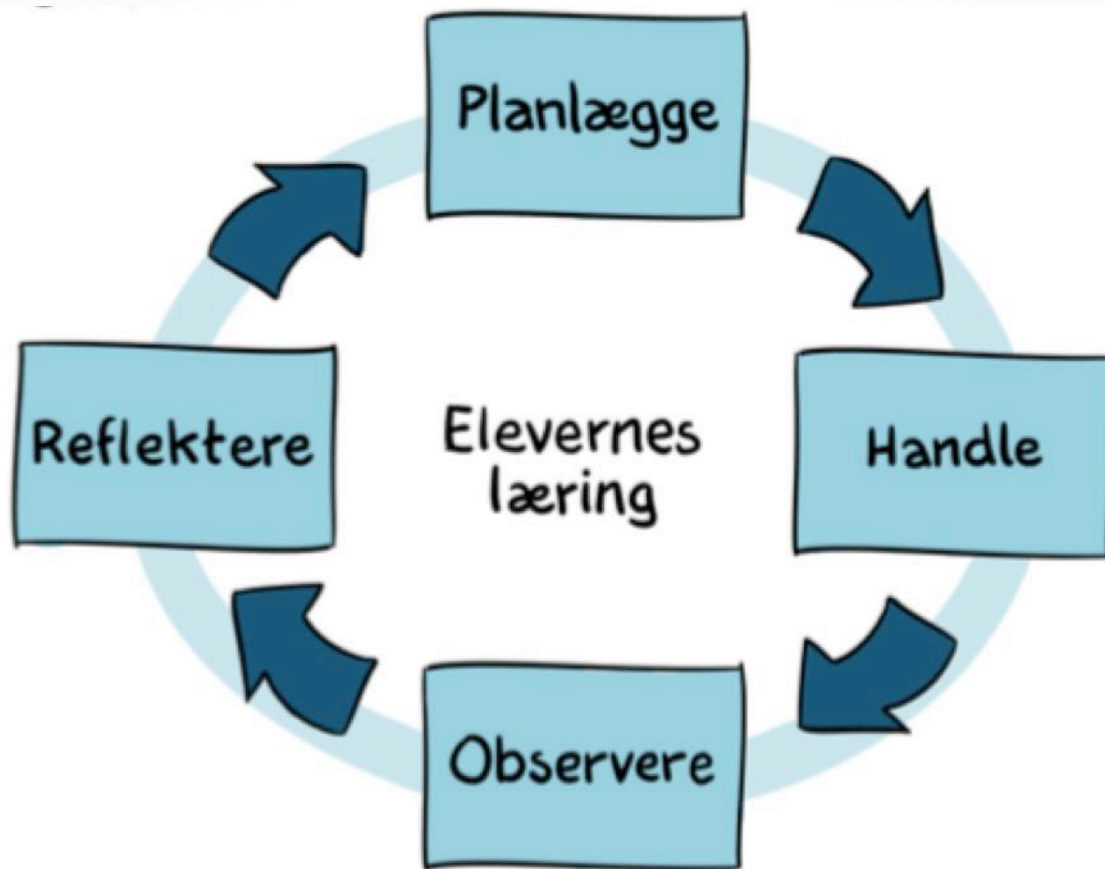 Planlægge
Reflektere
Elevernes
læring
Handle
Observere